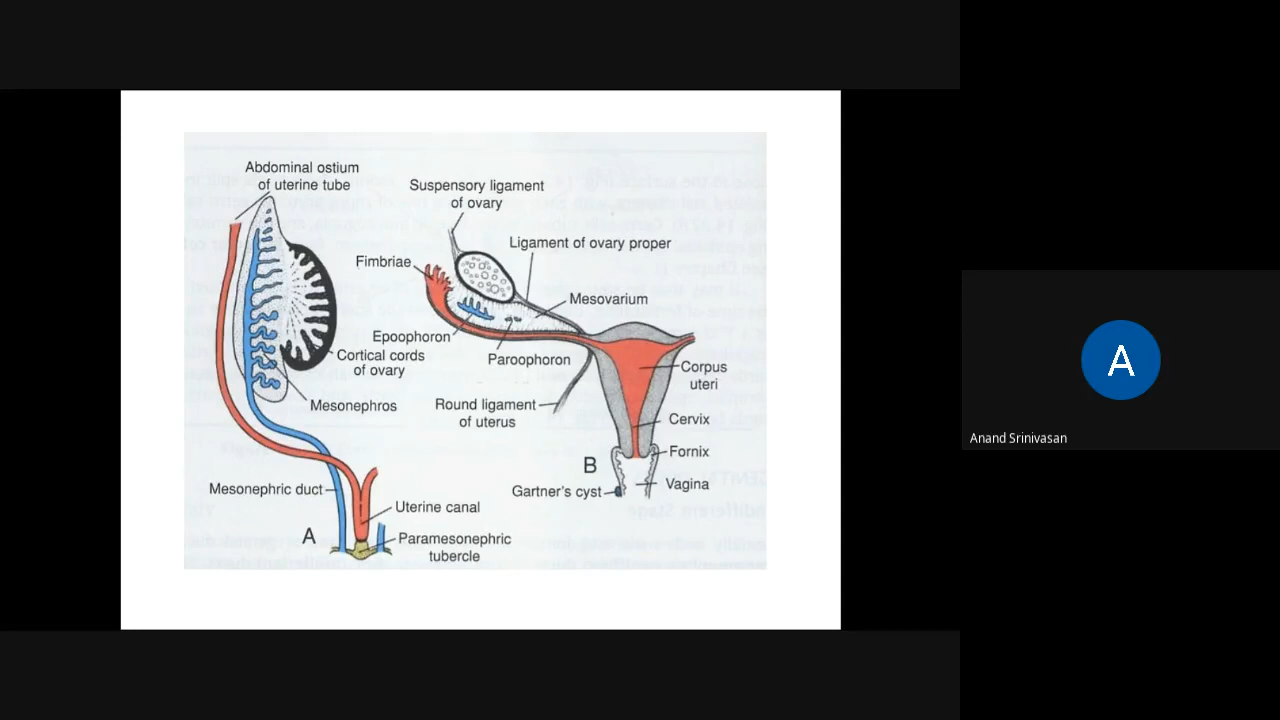 Abdominal ostium
of uterine tube
Suspensory ligament
of ovary
Ligament of ovary proper
Fimbriae
Mesovarium
Epoophoron
Cortical cords
of ovary
Paroophoron
Corpus
uteri
Mesonephros
Round ligament
of uterus
Cervix
Fornix
B
Vagina
Gartner's cyst
Mesonephric duct
Uterine canal
A
Paramesonephric
tubercle
A
Anand Srinivasan